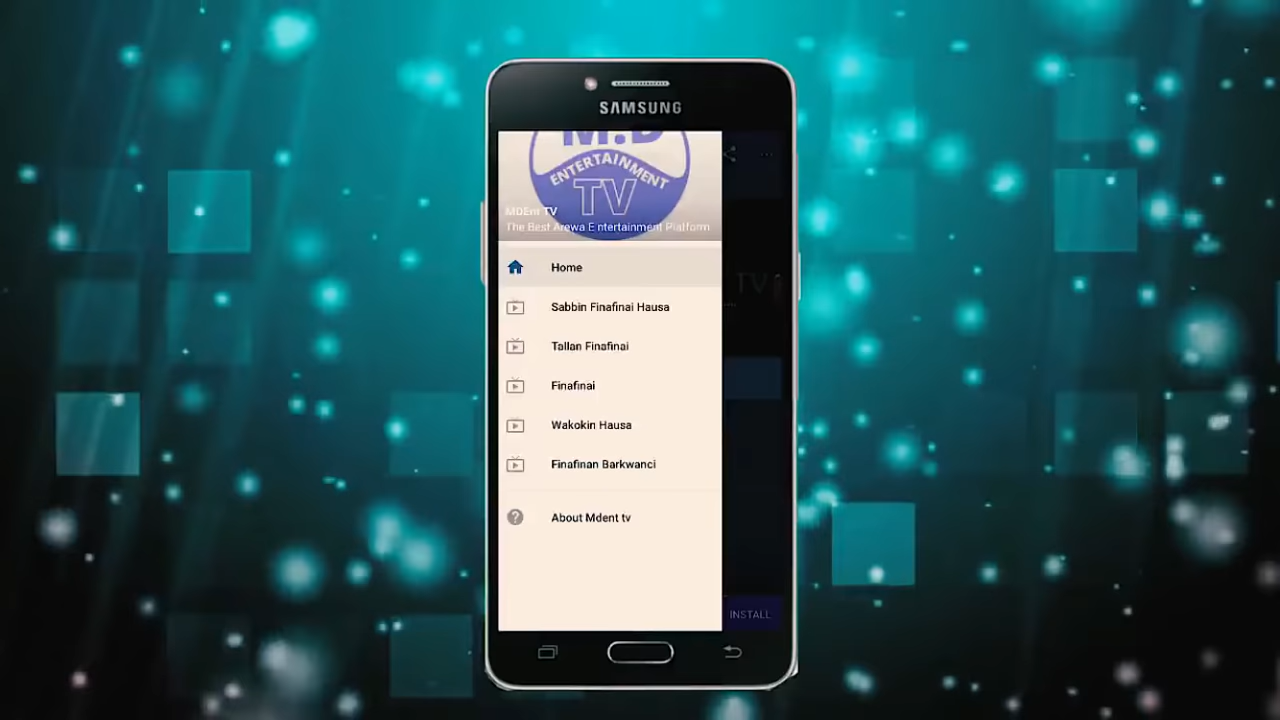 SAMSUNG
M.D
ENTERTAINMENT
TV
MDEnt TV
The Best Arewa Entertainment Platform
Home
Sabbin Finafinai Hausa
Tallan Finafinai
Finafinai
Wakokin Hausa
Finafinan Barkwanci
About Mdent tv
TV
INSTALL